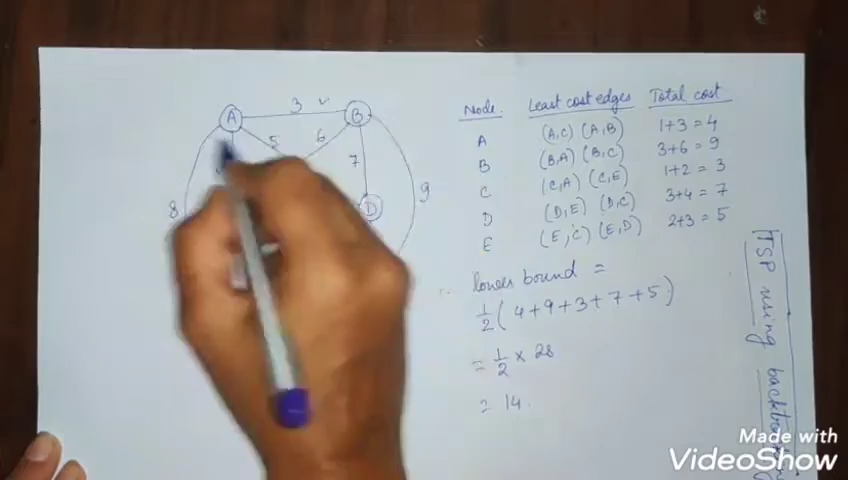 A 3 B
5 6
7 9
8 D
Node Least cost edges Total cost
A (A,C) (A,B) 1+3 = 4
B (B,A) (B,C) 3+6 = 9
C (C,A) (C,E) 1+2 = 3
D (D,E) (D,C) 3+4 = 7
E (E,C) (E,D) 2+3 = 5
∴ lower bound =
1/2 ( 4+9+3+7+5 )
= 1/2 × 28
= 14.
TSP using
Made with
VideoShow